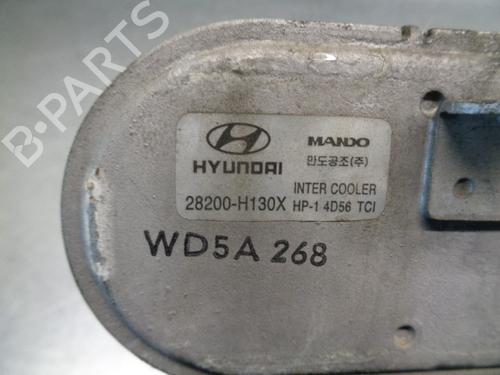 B-PARTS
HYUNDAI
MANDO
만도공조(주)
INTER COOLER
28200-H130X HP-1 4D56 TCI
WD5A 268